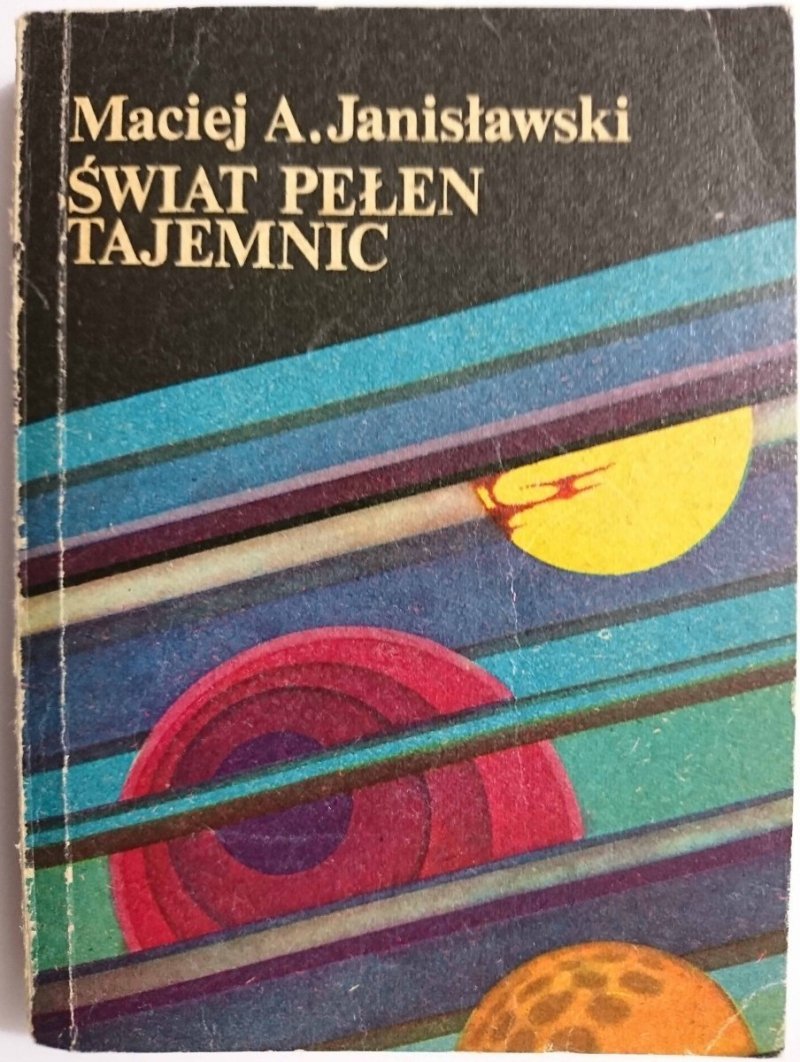 Maciej A. Janisławski
ŚWIAT PEŁEN
TAJEMNIC